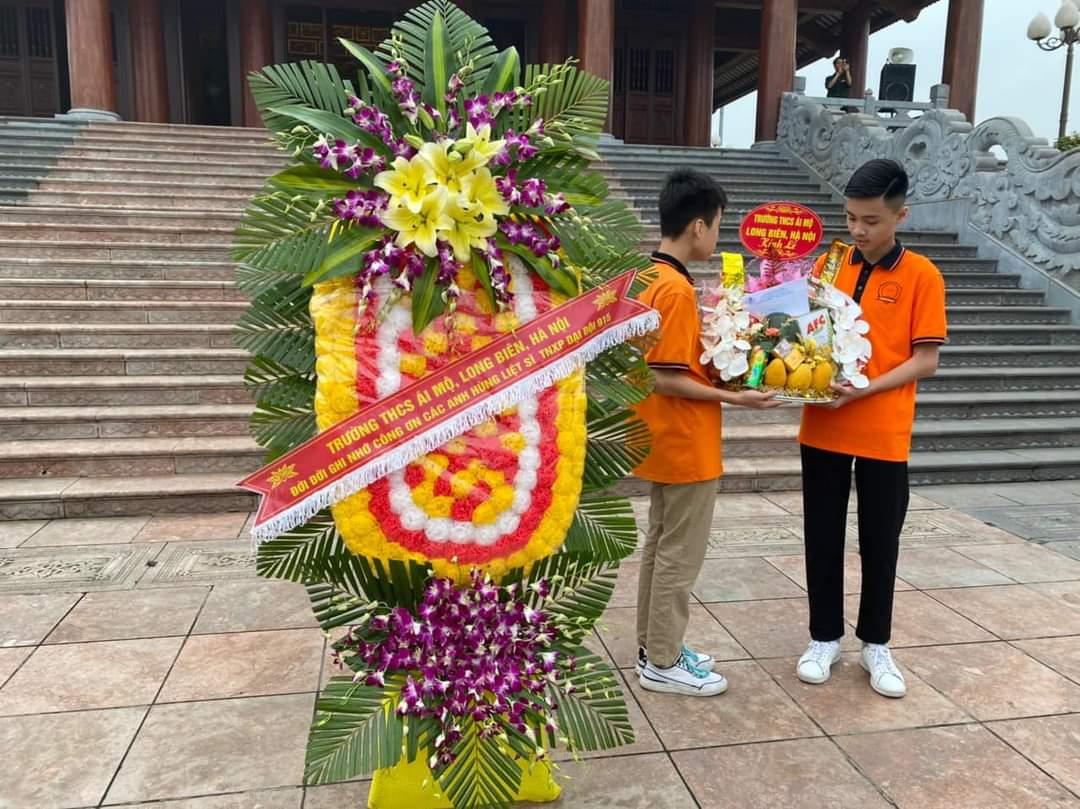 TRƯỜNG THCS ÁI MỘ, LONG BIÊN, HÀ NỘI
ĐỜI ĐỜI GHI NHỚ CÔNG ƠN CÁC ANH HÙNG LIỆT SĨ TNXP ĐẠI ĐỘI 915
TRƯỜNG THCS ÁI MỘ
LONG BIÊN, HÀ NỘI
Kính Lễ
AFC